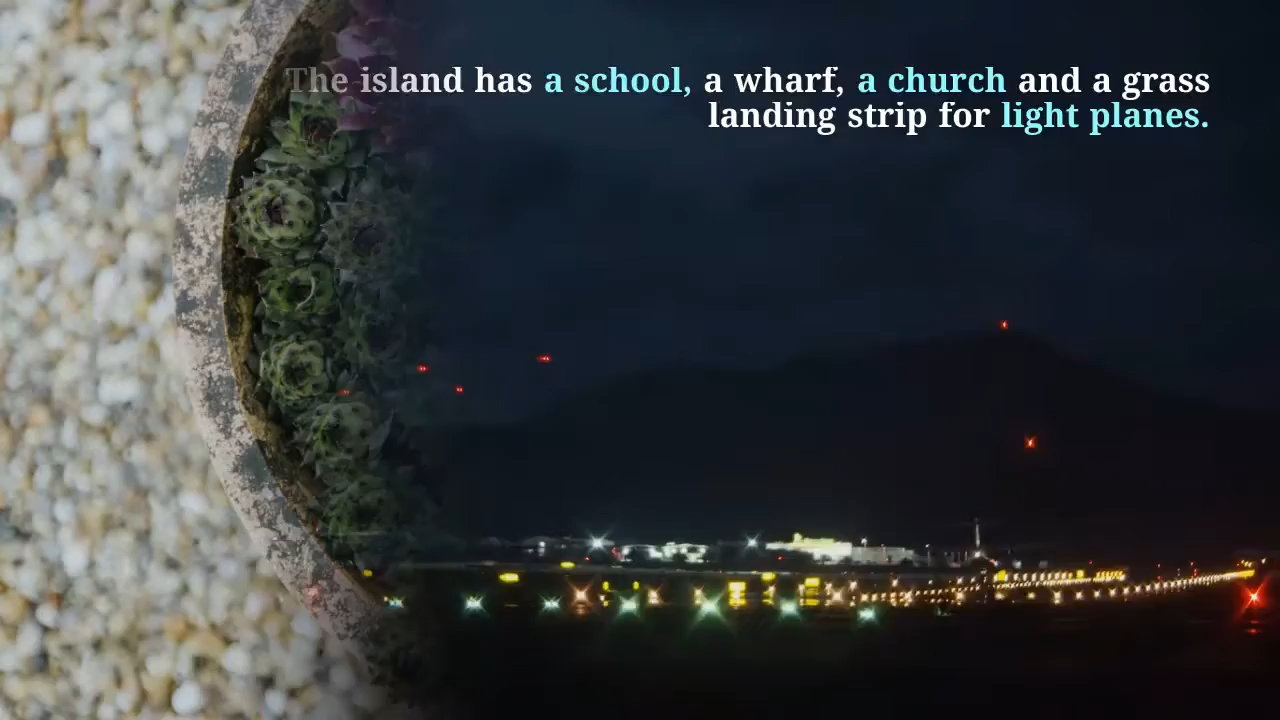 The island has a school, a wharf, a church and a grass
landing strip for light planes.